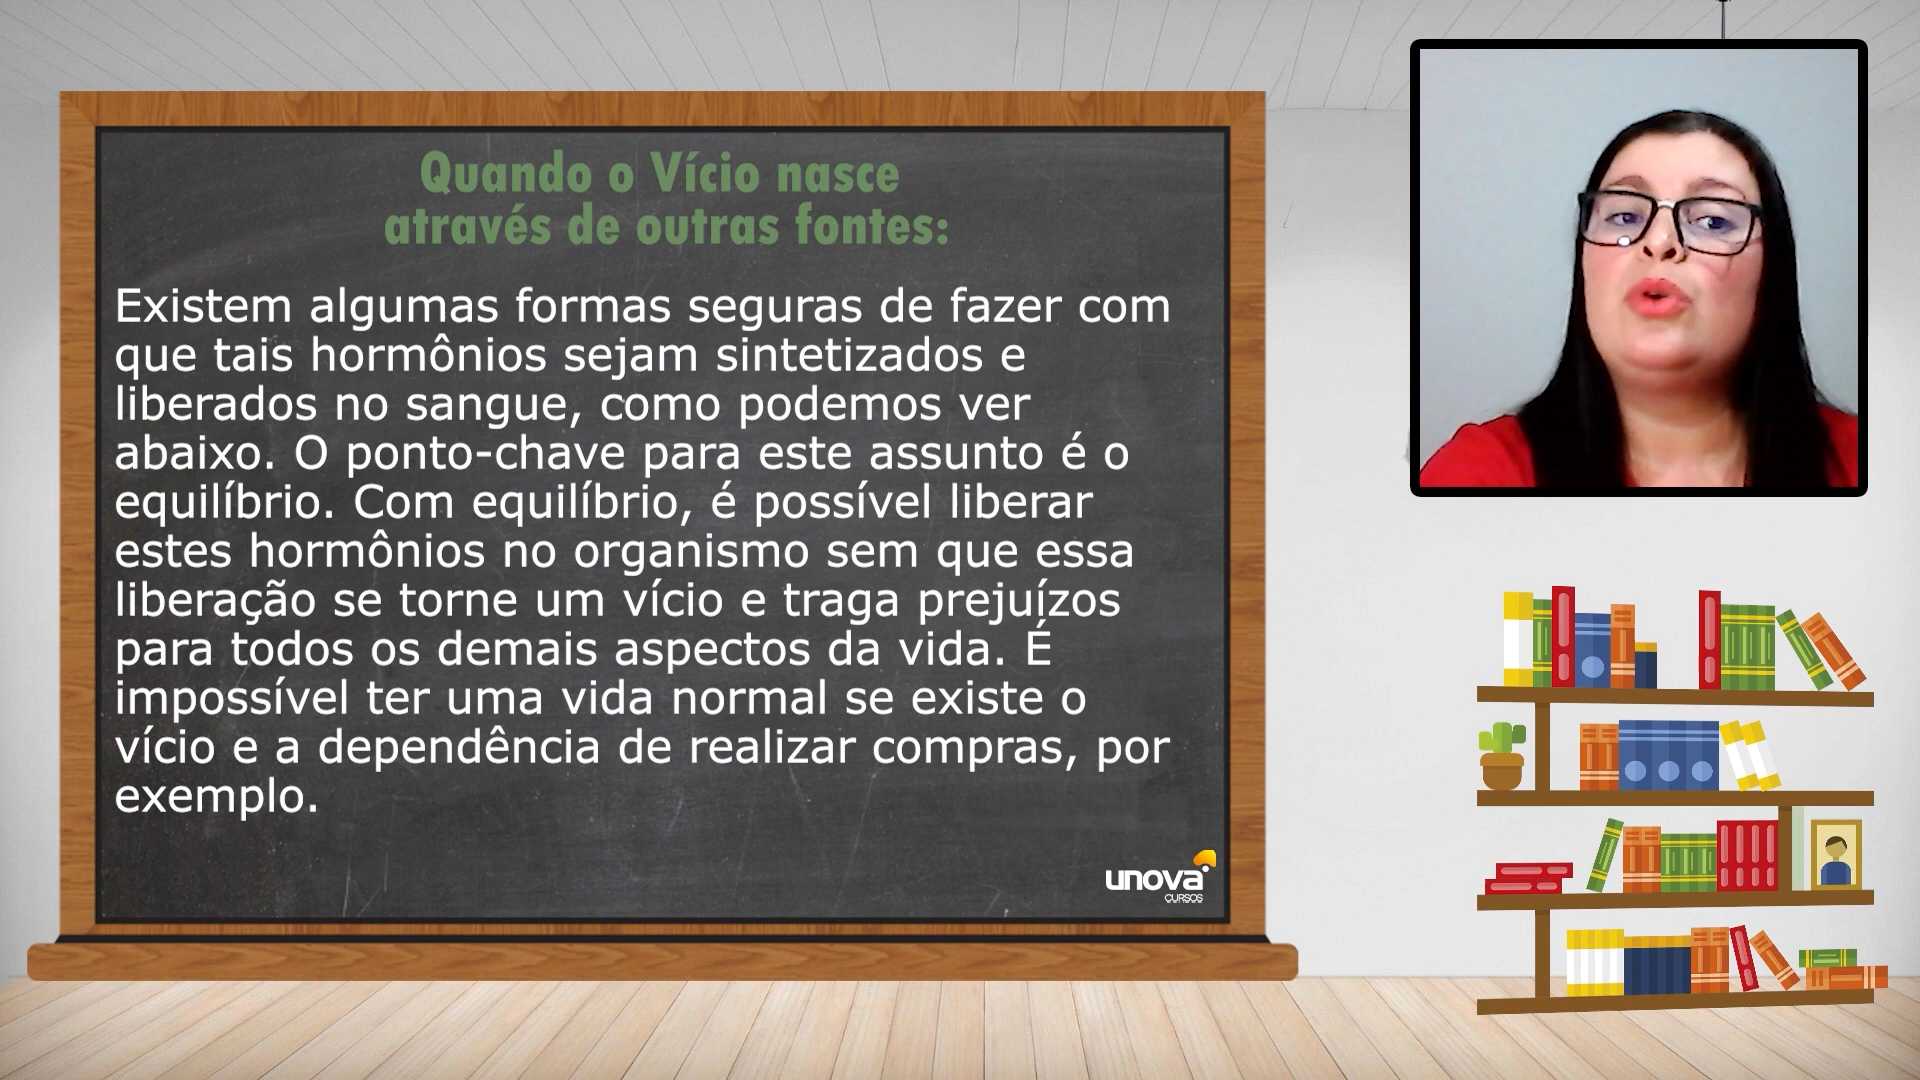 Quando o Vício nasce
através de outras fontes:
Existem algumas formas seguras de fazer com
que tais hormônios sejam sintetizados e
liberados no sangue, como podemos ver
abaixo. O ponto-chave para este assunto é o
equilíbrio. Com equilíbrio, é possível liberar
estes hormônios no organismo sem que essa
liberação se torne um vício e traga prejuízos
para todos os demais aspectos da vida. É
impossível ter uma vida normal se existe o
vício e a dependência de realizar compras, por
exemplo.
unova
CURSOS